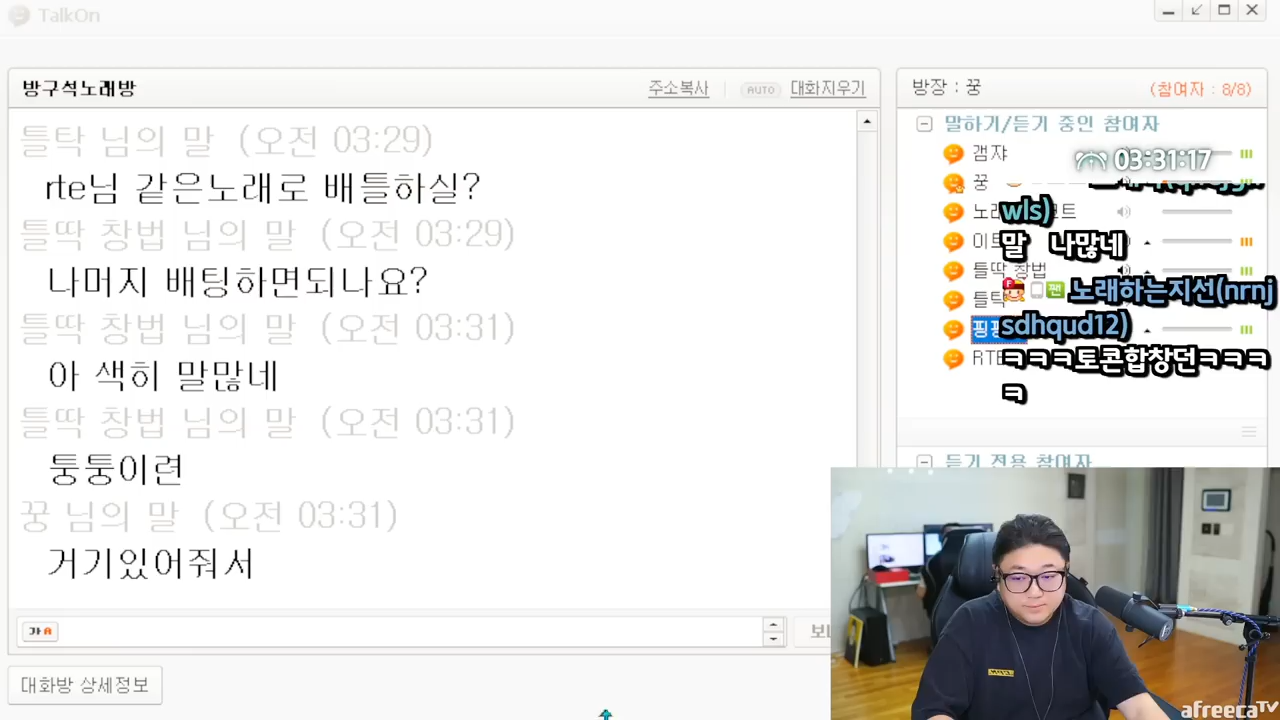 TalkOn
방구석노래방
주소복사
AUTO
대화지우기
틀탁 님의 말 (오전 03:29)
rte님 같은노래로 배틀하실?
틀딱 창법 님의 말 (오전 03:29)
나머지 배팅하면되나요?
틀딱 창법 님의 말 (오전 03:31)
아 색히 말많네
틀딱 창법 님의 말 (오전 03:31)
퉁퉁이련
꿍 님의 말 (오전 03:31)
거기있어줘서
가A
대화방 상세정보
방장 : 꿍
(참여자 : 8/8)
말하기/듣기 중인 참여자
갬쟈
03:31:17
꿍
wls)
말 나많네
틀딱 창법
틀탁
노래하는지선(nrnj
sdhqud12)
RTE
ㅋㅋㅋ토콘합창던ㅋㅋㅋ
ㅋ
듣기 전용 참여자
afreecaTV